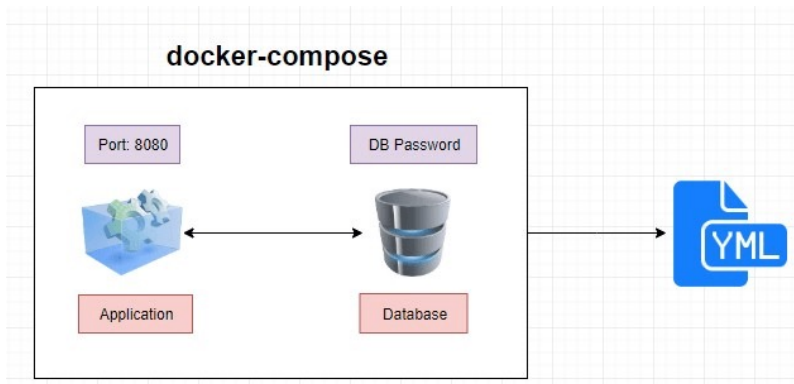 docker-compose
Port: 8080
DB Password
YML
Application
Database